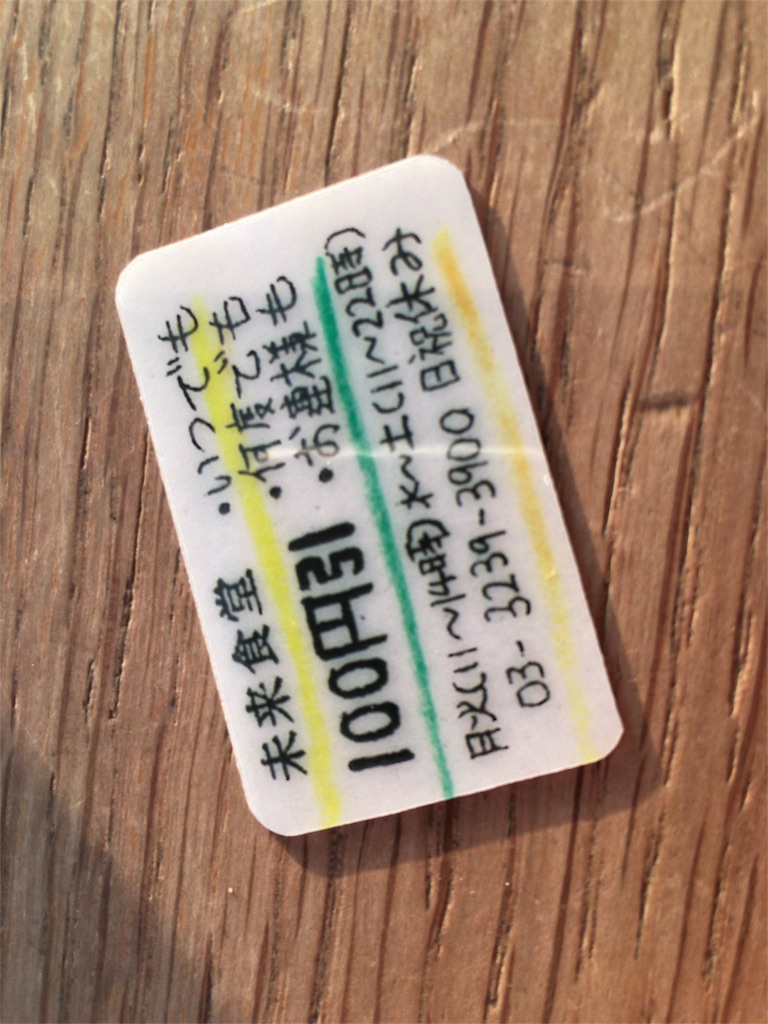 未来食堂
100円引
・いつでも
・何度でも
・お連様も
月火(11〜14時) 水〜土(11〜22時)
03-3239-3900 日祝休み